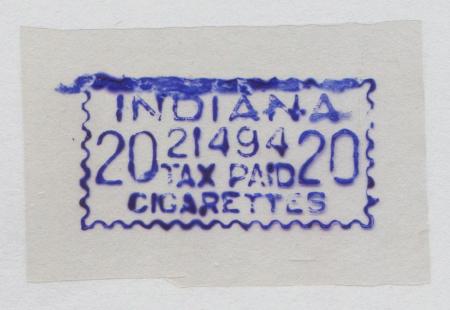 INDIANA
20 21494 20
TAX PAID
CIGARETTES